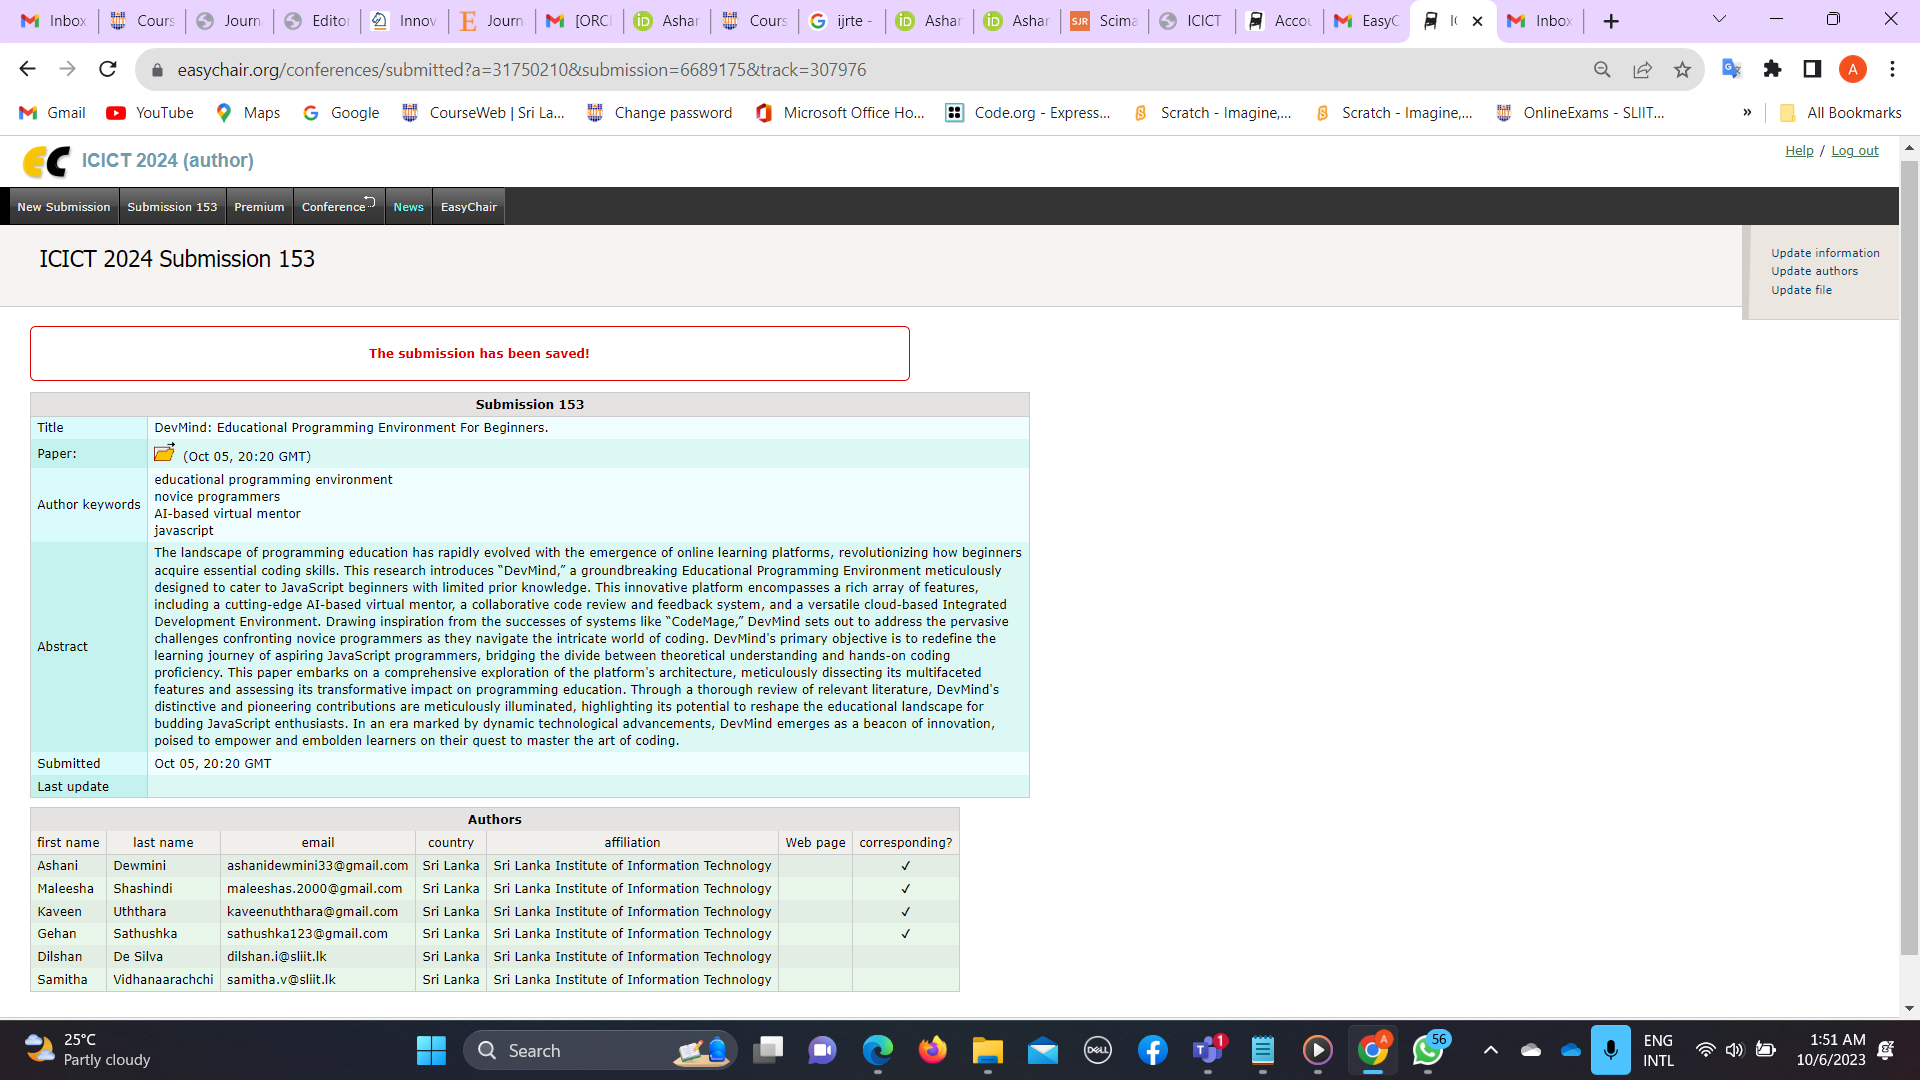 Inbox
Cours
Journ
Editor
Innov
Journ
[ORCI
Ashar
Cours
ijrte -
Ashar
Ashar
Scima
ICICT
Accou
EasyC
Inbox
easychair.org/conferences/submitted?a=31750210&submission=6689175&track=307976
A
Gmail
YouTube
Maps
Google
CourseWeb | Sri La...
Change password
Microsoft Office Ho...
Code.org - Express...
Scratch - Imagine,...
Scratch - Imagine,...
OnlineExams - SLIIT...
»
All Bookmarks
EC
ICICT 2024 (author)
Help / Log out
New Submission
Submission 153
Premium
Conference
News
EasyChair
ICICT 2024 Submission 153
Update information
Update authors
Update file
The submission has been saved!
Submission 153
Title
DevMind: Educational Programming Environment For Beginners.
Paper:
(Oct 05, 20:20 GMT)
Author keywords
educational programming environment
novice programmers
AI-based virtual mentor
javascript
Abstract
The landscape of programming education has rapidly evolved with the emergence of online learning platforms, revolutionizing how beginners
acquire essential coding skills. This research introduces “DevMind,” a groundbreaking Educational Programming Environment meticulously
designed to cater to JavaScript beginners with limited prior knowledge. This innovative platform encompasses a rich array of features,
including a cutting-edge AI-based virtual mentor, a collaborative code review and feedback system, and a versatile cloud-based Integrated
Development Environment. Drawing inspiration from the successes of systems like “CodeMage,” DevMind sets out to address the pervasive
challenges confronting novice programmers as they navigate the intricate world of coding. DevMind's primary objective is to redefine the
learning journey of aspiring JavaScript programmers, bridging the divide between theoretical understanding and hands-on coding
proficiency. This paper embarks on a comprehensive exploration of the platform's architecture, meticulously dissecting its multifaceted
features and assessing its transformative impact on programming education. Through a thorough review of relevant literature, DevMind's
distinctive and pioneering contributions are meticulously illuminated, highlighting its potential to reshape the educational landscape for
budding JavaScript enthusiasts. In an era marked by dynamic technological advancements, DevMind emerges as a beacon of innovation,
poised to empower and embolden learners on their quest to master the art of coding.
Submitted
Oct 05, 20:20 GMT
Last update
Authors
first name last name email country affiliation Web page corresponding?
Ashani Dewmini ashanidewmini33@gmail.com Sri Lanka Sri Lanka Institute of Information Technology ✓
Maleesha Shashindi maleeshas.2000@gmail.com Sri Lanka Sri Lanka Institute of Information Technology ✓
Kaveen Uththara kaveenuththara@gmail.com Sri Lanka Sri Lanka Institute of Information Technology ✓
Gehan Sathushka sathushka123@gmail.com Sri Lanka Sri Lanka Institute of Information Technology ✓
Dilshan De Silva dilshan.i@sliit.lk Sri Lanka Sri Lanka Institute of Information Technology
Samitha Vidhanaarachchi samitha.v@sliit.lk Sri Lanka Sri Lanka Institute of Information Technology
25°C
Partly cloudy
Search
DELL
1
A
56
ENG
INTL
1:51 AM
10/6/2023